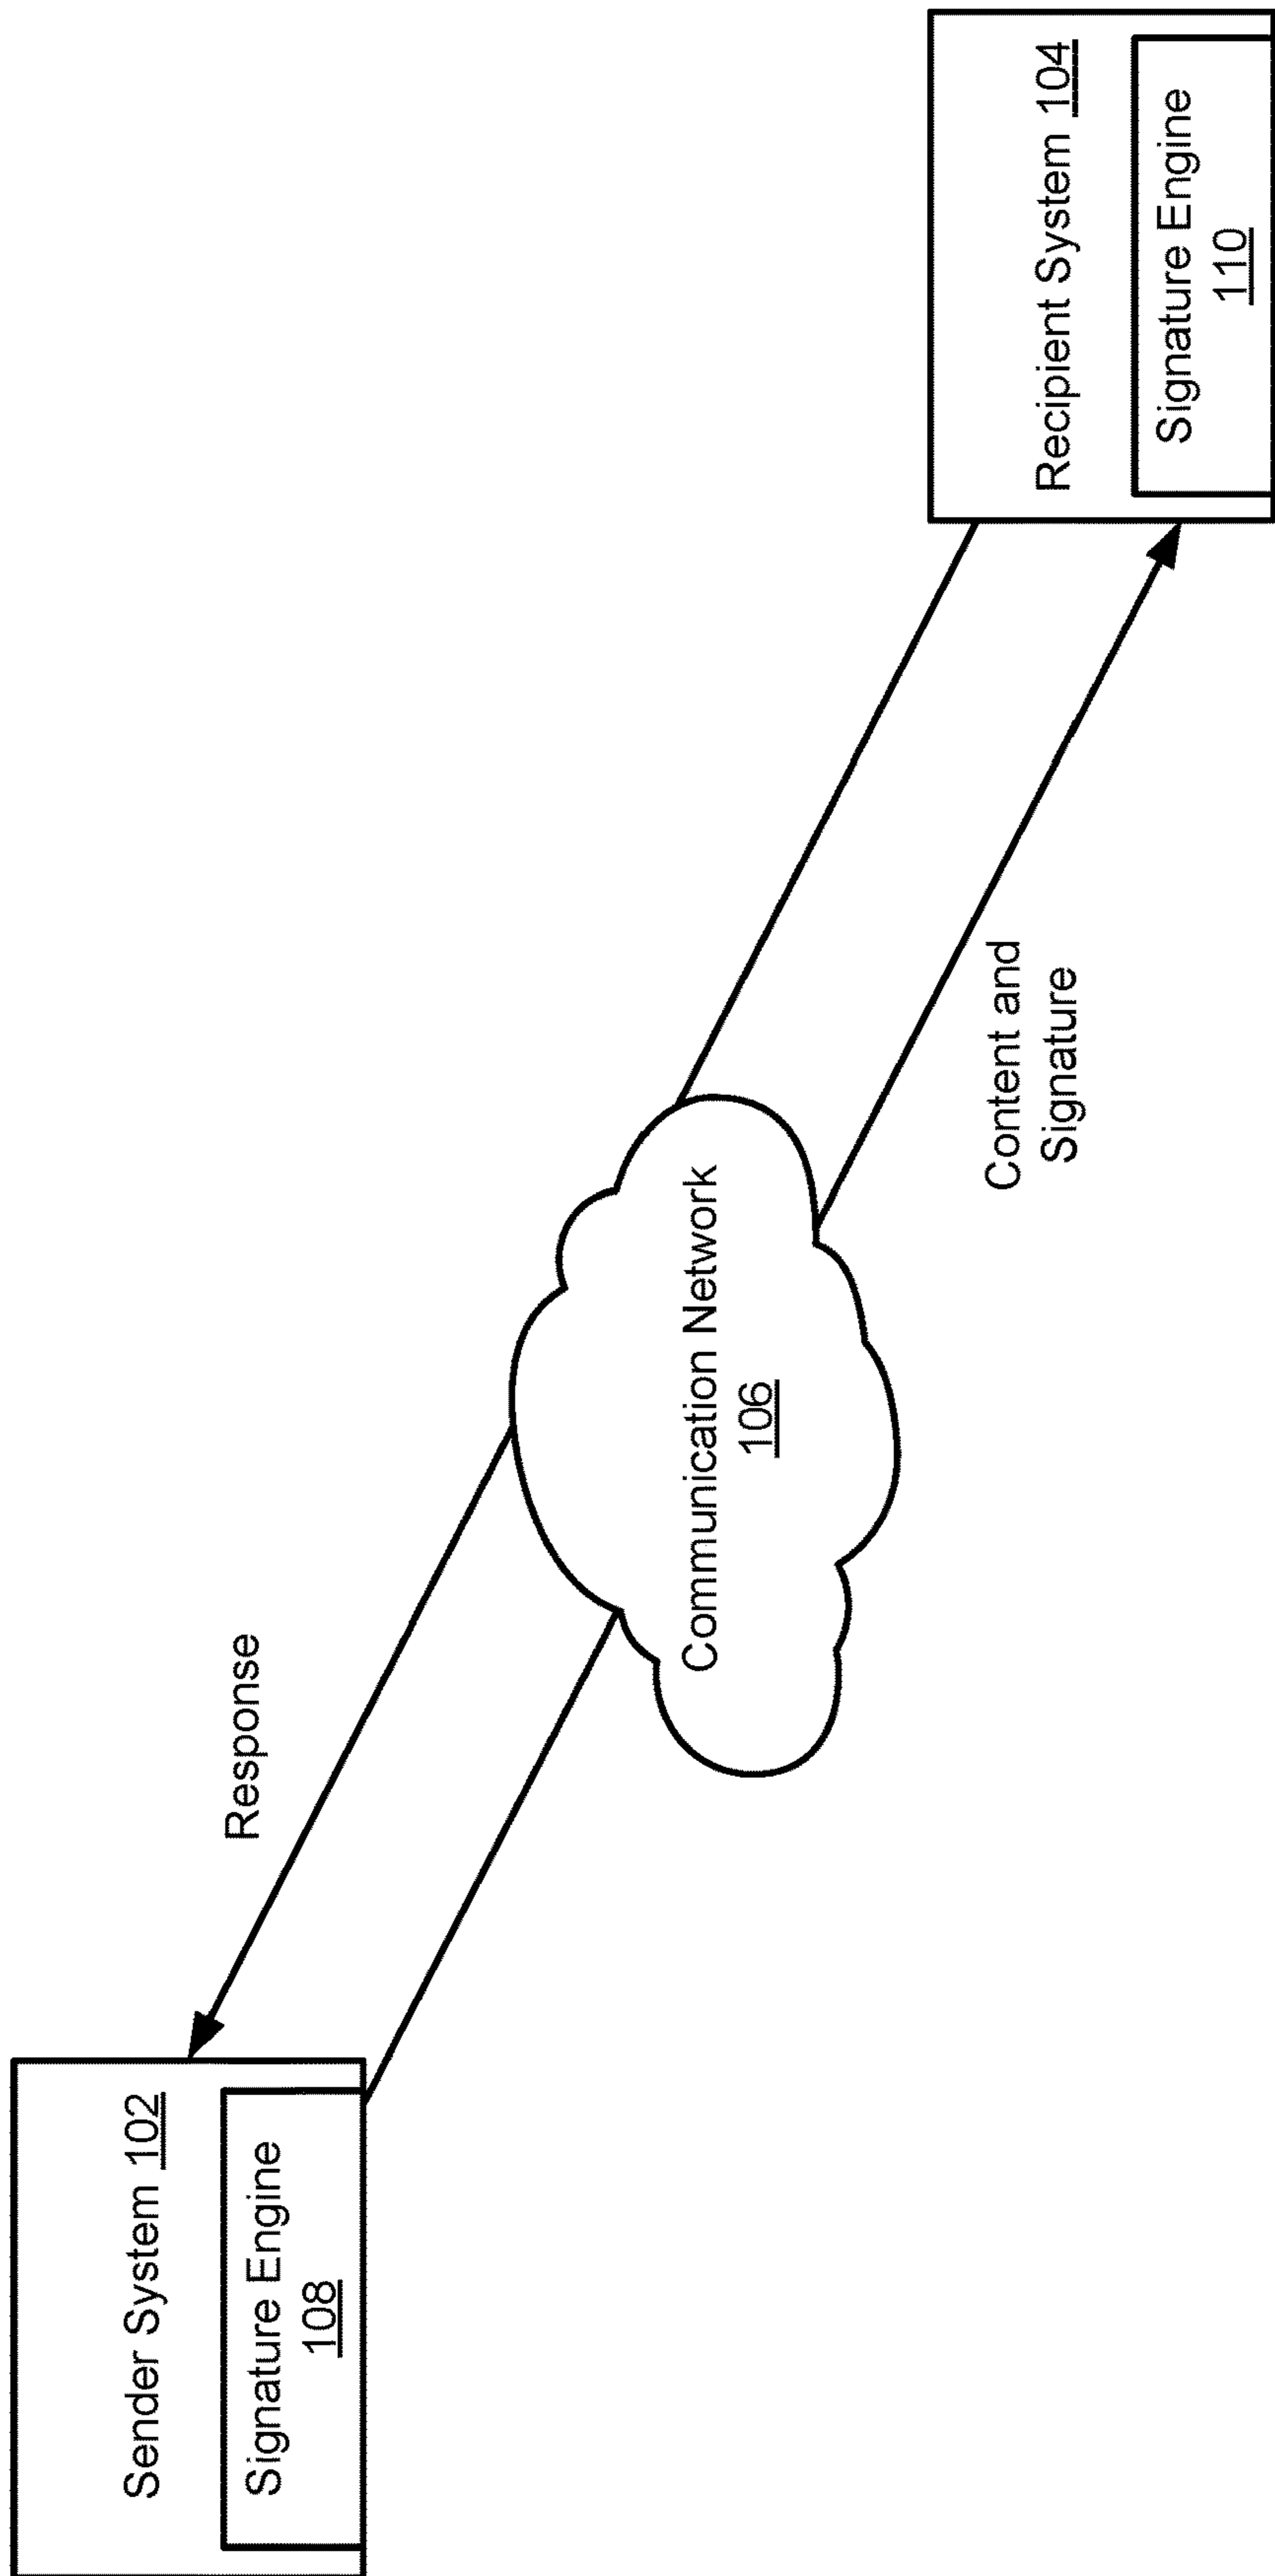 Sender System 102
Signature Engine
108
Response
Communication Network
106
Content and
Signature
Recipient System 104
Signature Engine
110